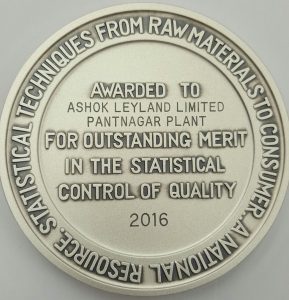 STATISTICAL TECHNIQUES FROM RAW MATERIALS TO CONSUMER. A NATIONAL RESOURCE.
AWARDED TO
ASHOK LEYLAND LIMITED
PANTNAGAR PLANT
FOR OUTSTANDING MERIT
IN THE STATISTICAL
CONTROL OF QUALITY
2016